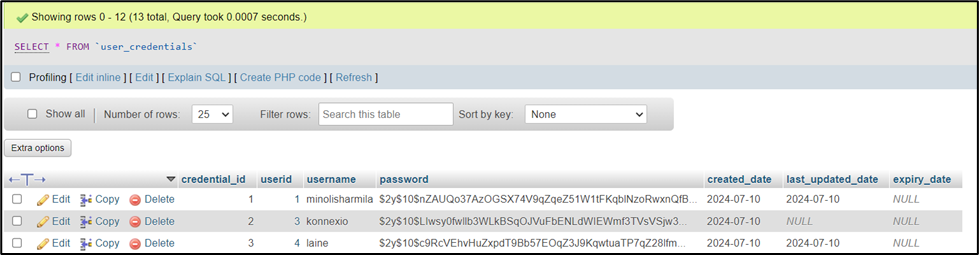 Showing rows 0 - 12 (13 total, Query took 0.0007 seconds.)
SELECT * FROM `user_credentials`
Profiling [ Edit inline ] [ Edit ] [ Explain SQL ] [ Create PHP code ] [ Refresh ]
Show all Number of rows: 25 Filter rows: Search this table Sort by key: None
Extra options
←T→ credential_id userid username password created_date last_updated_date expiry_date
Edit Copy Delete 1 1 minolisharmila $2y$10$nZAUQo37AzOGSX74V9qZqeZ51W1tFKqblNzoRwxnQfB... 2024-07-10 2024-07-10 NULL
Edit Copy Delete 2 3 konnexio $2y$10$Llwsy0fwllb3WLkBSqOJVuFbENLdWIEWmf3TVsVSjw3... 2024-07-10 NULL NULL
Edit Copy Delete 3 4 laine $2y$10$c9RcVEhvHuZxpdT9Bb57EOqZ3J9KqwtuaTP7qZ28lfm... 2024-07-10 2024-07-10 NULL